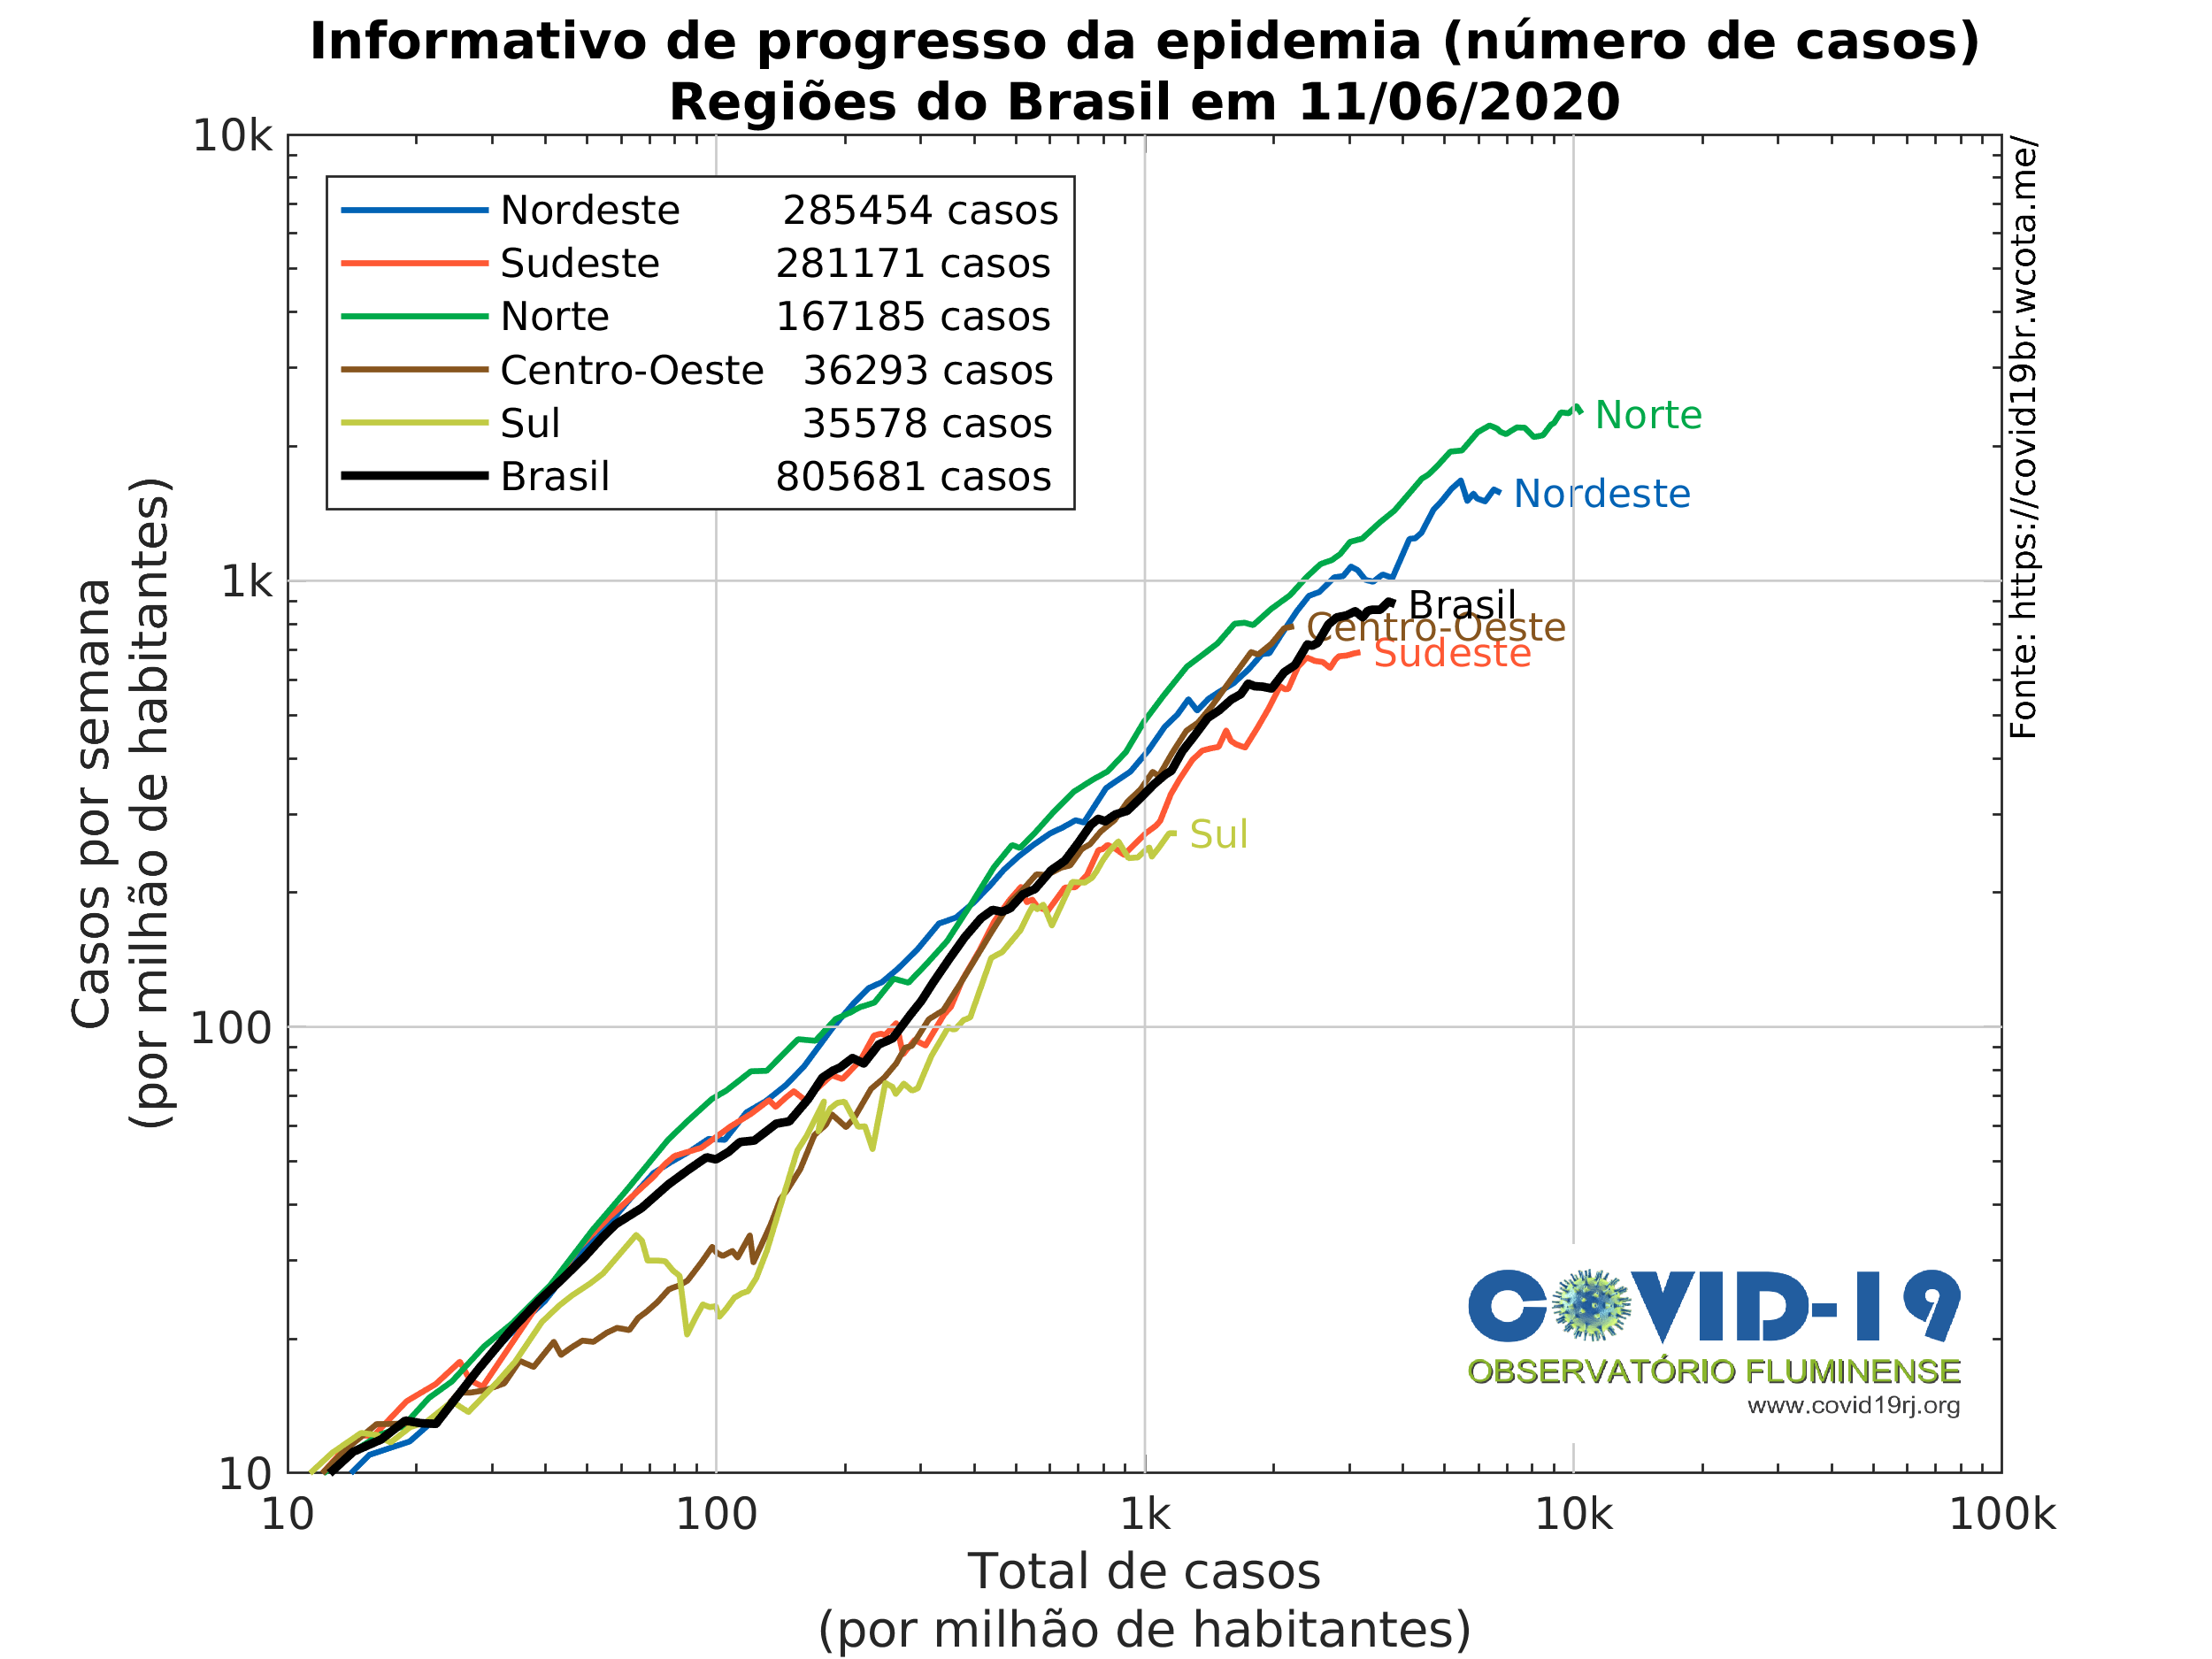 Informativo de progresso da epidemia (número de casos)
Regiões do Brasil em 11/06/2020
10k
1k
100
10
Casos por semana
(por milhão de habitantes)
Nordeste 285454 casos
Sudeste 281171 casos
Norte 167185 casos
Centro-Oeste 36293 casos
Sul 35578 casos
Brasil 805681 casos
Norte
Nordeste
Brasil
Centro-Oeste
Sudeste
Sul
Fonte: https://covid19br.wcota.me/
COVID-19
OBSERVATÓRIO FLUMINENSE
www.covid19rj.org
10 100 1k 10k 100k
Total de casos
(por milhão de habitantes)